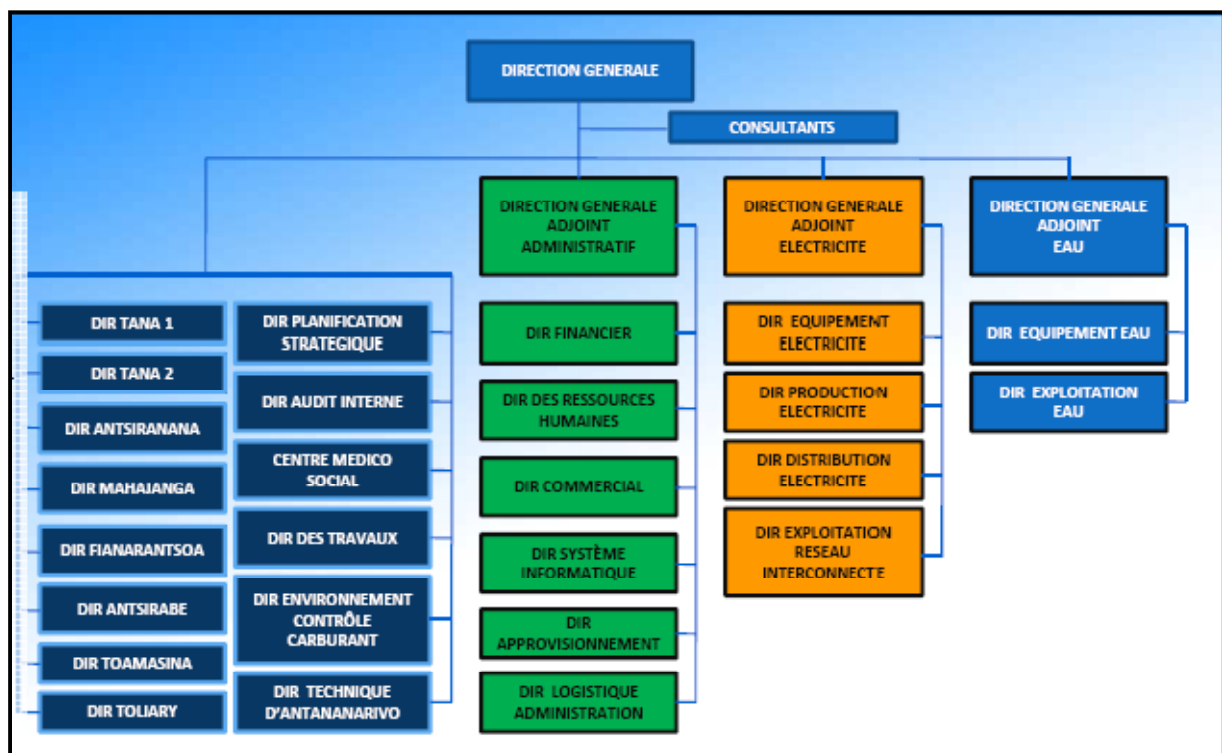 DIRECTION GENERALE
CONSULTANTS
DIR TANA 1
DIR TANA 2
DIR ANTSIRANANA
DIR MAHAJANGA
DIR FIANARANTSOA
DIR ANTSIRABE
DIR TOAMASINA
DIR TOLIARY
DIR PLANIFICATION
STRATEGIQUE
DIR AUDIT INTERNE
CENTRE MEDICO
SOCIAL
DIR DES TRAVAUX
DIR ENVIRONNEMENT
CONTRÔLE
CARBURANT
DIR TECHNIQUE
D'ANTANANARIVO
DIRECTION GENERALE
ADJOINT
ADMINISTRATIF
DIR FINANCIER
DIR DES RESSOURCES
HUMAINES
DIR COMMERCIAL
DIR SYSTÈME
INFORMATIQUE
DIR
APPROVISIONNEMENT
DIR LOGISTIQUE
ADMINISTRATION
DIRECTION GENERALE
ADJOINT
ELECTRICITE
DIR EQUIPEMENT
ELECTRICITE
DIR PRODUCTION
ELECTRICITE
DIR DISTRIBUTION
ELECTRICITE
DIR EXPLOITATION
RESEAU
INTERCONNECTE
DIRECTION GENERALE
ADJOINT
EAU
DIR EQUIPEMENT EAU
DIR EXPLOITATION
EAU